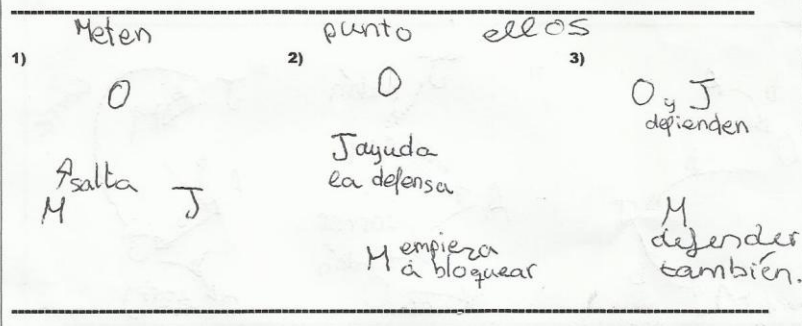 Meten punto ellos
1)
O
salta
M J
2)
O
J ayuda
la defensa
M empieza
a bloquear
3)
O y J
defienden
M
defender
también.